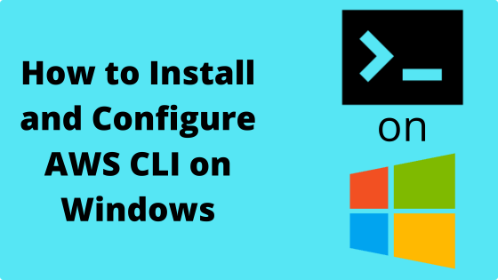 How to Install
and Configure
AWS CLI on
Windows
on